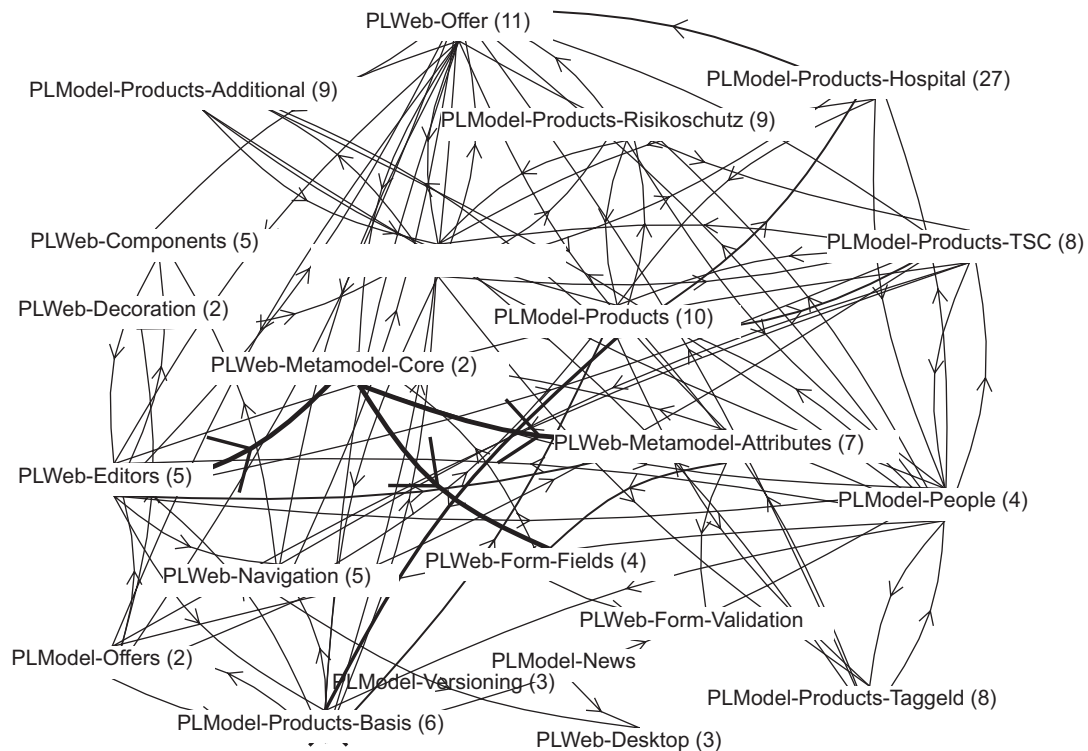 PLWeb-Offer (11)
PLModel-Products-Hospital (27)
PLModel-Products-Additional (9)
PLModel-Products-Risikoschutz (9)
PLWeb-Components (5)
PLModel-Products-TSC (8)
PLWeb-Decoration (2)
PLModel-Products (10)
PLWeb-Metamodel-Core (2)
PLWeb-Metamodel-Attributes (7)
PLWeb-Editors (5)
PLModel-People (4)
PLWeb-Form-Fields (4)
PLWeb-Navigation (5)
PLWeb-Form-Validation
PLModel-Offers (2)
PLModel-News
PLModel-Versioning (3)
PLModel-Products-Taggeld (8)
PLModel-Products-Basis (6)
PLWeb-Desktop (3)